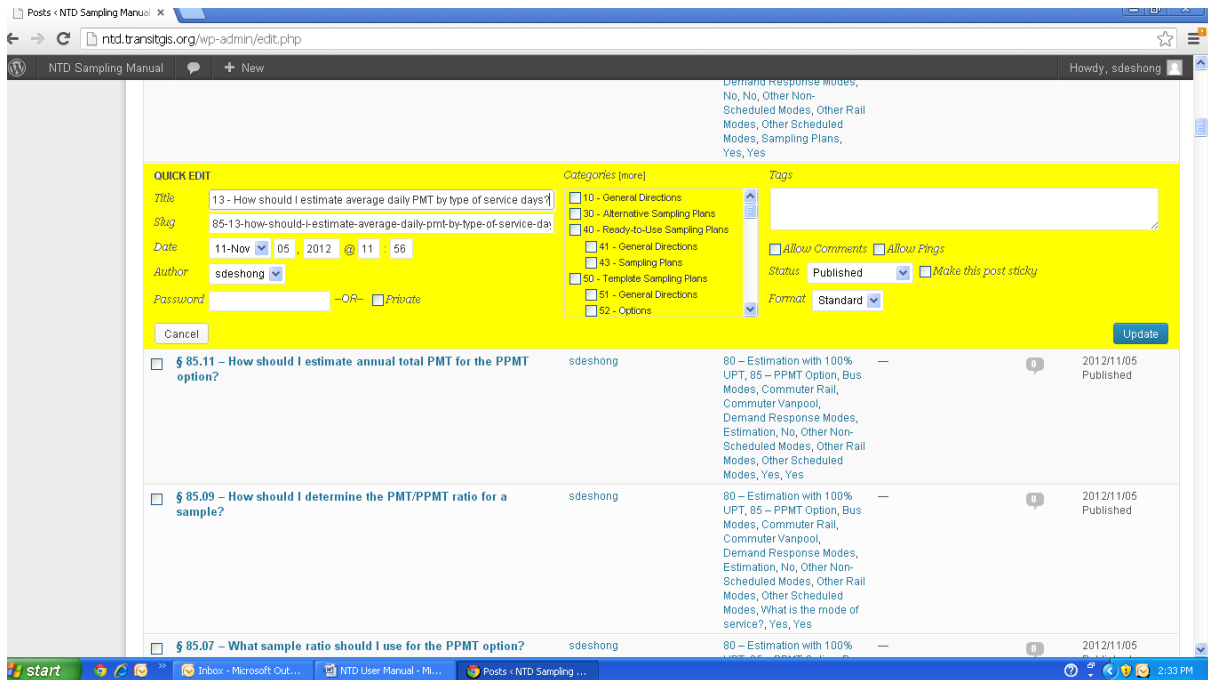 Posts ‹ NTD Sampling Manual ×
ntd.transitgis.org/wp-admin/edit.php
NTD Sampling Manual + New Howdy, sdeshong
Demand Response Modes,
No, No, Other Non-
Scheduled Modes, Other Rail
Modes, Other Scheduled
Modes, Sampling Plans,
Yes, Yes
QUICK EDIT
Title 13 - How should I estimate average daily PMT by type of service days?
Slug 85-13-how-should-i-estimate-average-daily-pmt-by-type-of-service-day
Date 11-Nov 05 , 2012 @ 11 : 56
Author sdeshong
Password –OR– Private
Cancel
Categories [more]
10 - General Directions
30 - Alternative Sampling Plans
40 - Ready-to-Use Sampling Plans
41 - General Directions
43 - Sampling Plans
50 - Template Sampling Plans
51 - General Directions
52 - Options
Tags
Allow Comments Allow Pings
Status Published Make this post sticky
Format Standard
Update
§ 85.11 – How should I estimate annual total PMT for the PPMT
option?
sdeshong
80 – Estimation with 100%
UPT, 85 – PPMT Option, Bus
Modes, Commuter Rail,
Commuter Vanpool,
Demand Response Modes,
Estimation, No, Other Non-
Scheduled Modes, Other Rail
Modes, Other Scheduled
Modes, Yes, Yes
—
0
2012/11/05
Published
§ 85.09 – How should I determine the PMT/PPMT ratio for a
sample?
sdeshong
80 – Estimation with 100%
UPT, 85 – PPMT Option, Bus
Modes, Commuter Rail,
Commuter Vanpool,
Demand Response Modes,
Estimation, No, Other Non-
Scheduled Modes, Other Rail
Modes, Other Scheduled
Modes, What is the mode of
service?, Yes, Yes
—
0
2012/11/05
Published
§ 85.07 – What sample ratio should I use for the PPMT option?
sdeshong
80 – Estimation with 100%
—
0
2012/11/05
start » Inbox - Microsoft Out... NTD User Manual - Mi... Posts ‹ NTD Sampling ... 2:33 PM